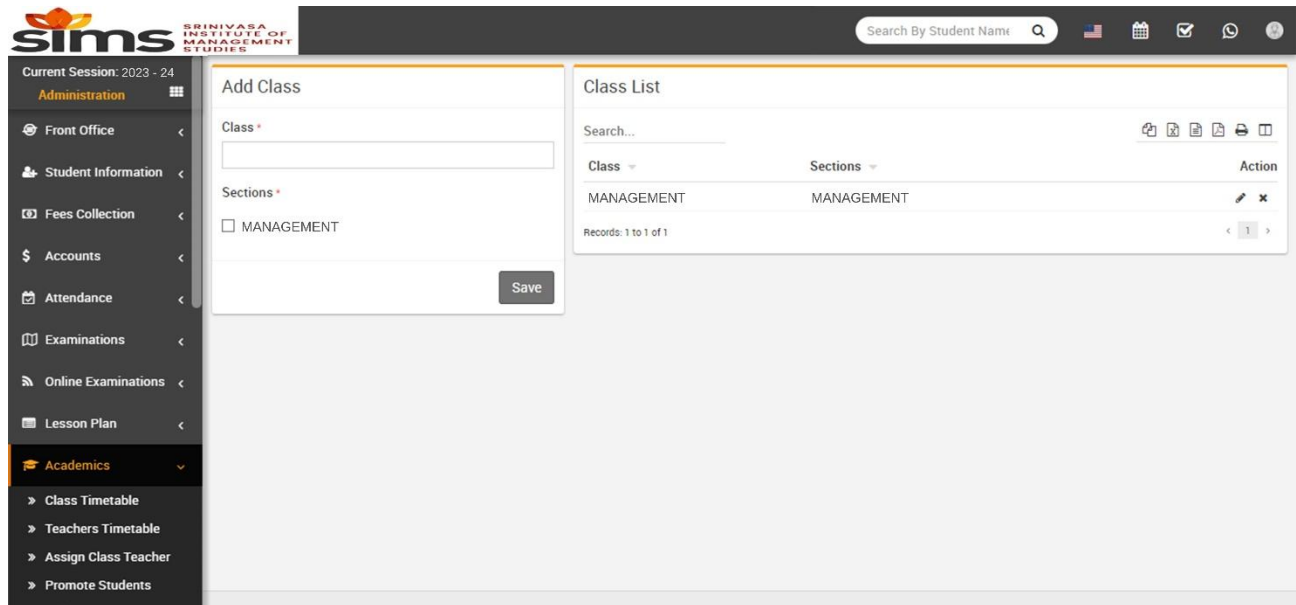 sims
SRINIVASA
INSTITUTE OF
MANAGEMENT
STUDIES
Search By Student Name
Current Session: 2023 - 24
Administration
Front Office
Student Information
Fees Collection
Accounts
Attendance
Examinations
Online Examinations
Lesson Plan
Academics
Class Timetable
Teachers Timetable
Assign Class Teacher
Promote Students
Add Class
Class *
Sections *
MANAGEMENT
Save
Class List
Search...
Class Sections Action
MANAGEMENT MANAGEMENT
Records: 1 to 1 of 1
1